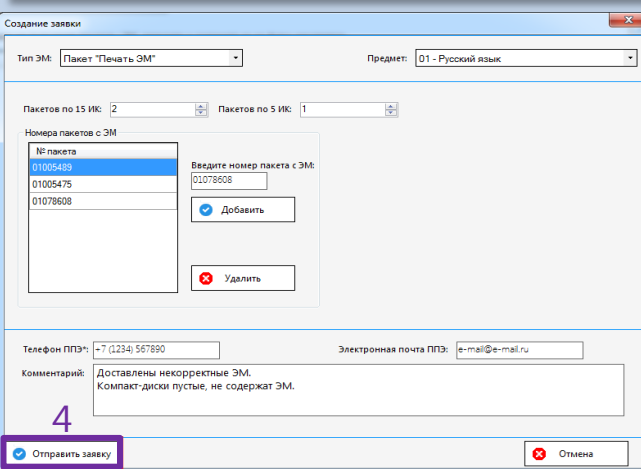 Создание заявки
Тип ЭМ: Пакет "Печать ЭМ" Предмет: 01 - Русский язык
Пакетов по 15 ИК: 2 Пакетов по 5 ИК: 1
Номера пакетов с ЭМ
№ пакета
01005489
01005475
01078608
Введите номер пакета с ЭМ:
01078608
Добавить
Удалить
Телефон ППЭ*: +7 (1234) 567890 Электронная почта ППЭ: e-mail@e-mail.ru
Комментарий: Доставлены некорректные ЭМ.
Компакт-диски пустые, не содержат ЭМ.
4
Отправить заявку Отмена